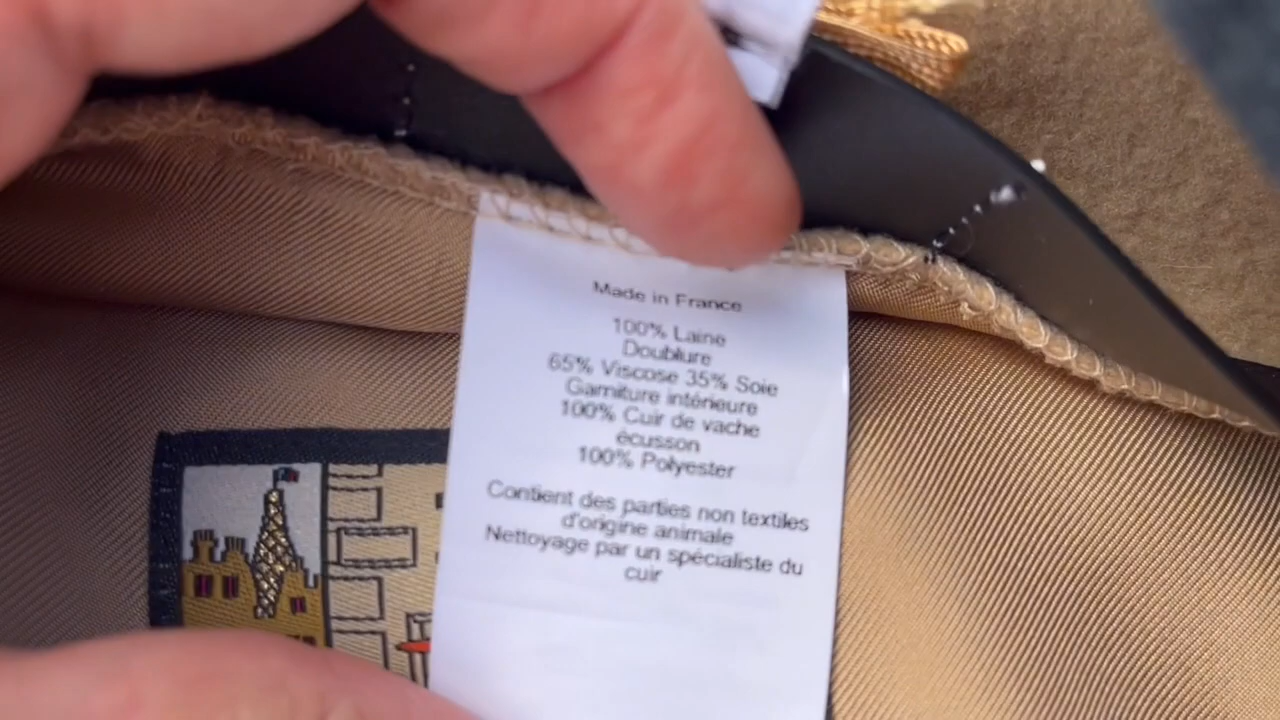 Made in France
100% Laine
Doublure
65% Viscose 35% Soie
Garniture intérieure
100% Cuir de vache
écusson
100% Polyester
Contient des parties non textiles
d'origine animale
Nettoyage par un spécialiste du
cuir